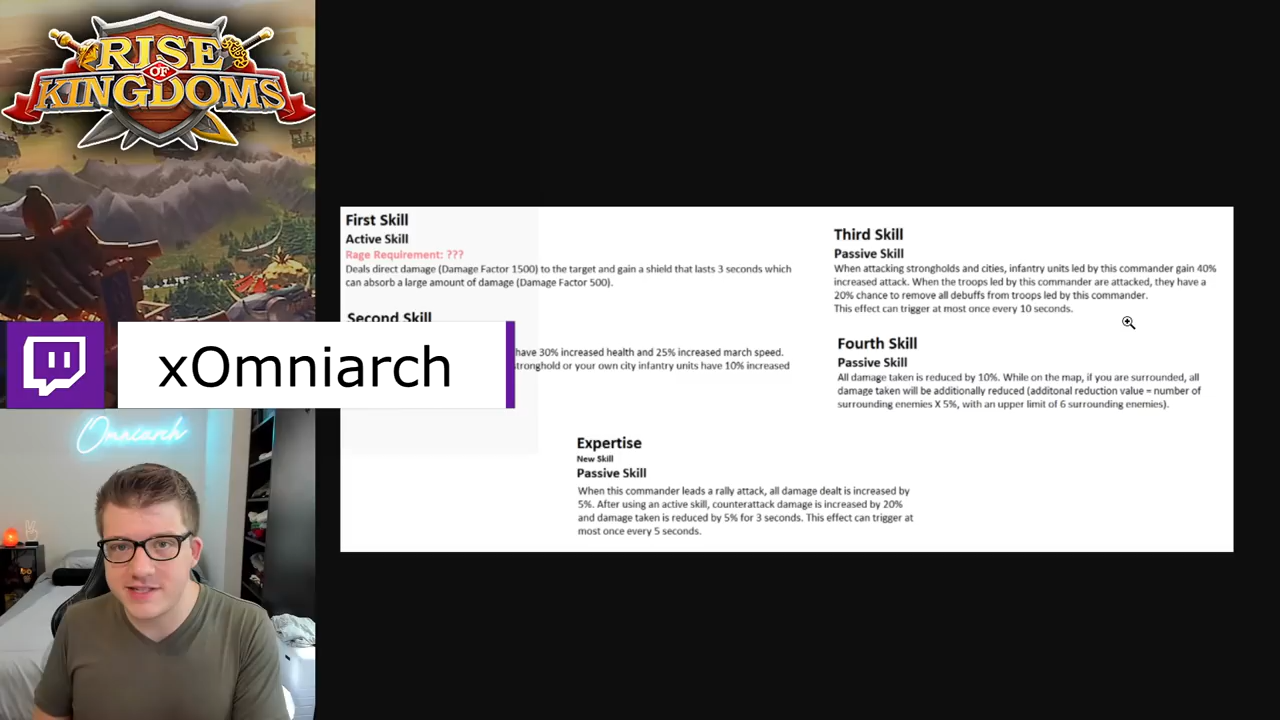 RISE
OF
KINGDOMS
First Skill
Active Skill
Rage Requirement: ???
Deals direct damage (Damage Factor 1500) to the target and gain a shield that lasts 3 seconds which
can absorb a large amount of damage (Damage Factor 500).
Second Skill
have 30% increased health and 25% increased march speed.
stronghold or your own city infantry units have 10% increased
xOmniarch
Omniarch
Third Skill
Passive Skill
When attacking strongholds and cities, infantry units led by this commander gain 40%
increased attack. When the troops led by this commander are attacked, they have a
20% chance to remove all debuffs from troops led by this commander.
This effect can trigger at most once every 10 seconds.
Fourth Skill
Passive Skill
All damage taken is reduced by 10%. While on the map, if you are surrounded, all
damage taken will be additionally reduced (additonal reduction value = number of
surrounding enemies X 5%, with an upper limit of 6 surrounding enemies).
Expertise
New Skill
Passive Skill
When this commander leads a rally attack, all damage dealt is increased by
5%. After using an active skill, counterattack damage is increased by 20%
and damage taken is reduced by 5% for 3 seconds. This effect can trigger at
most once every 5 seconds.